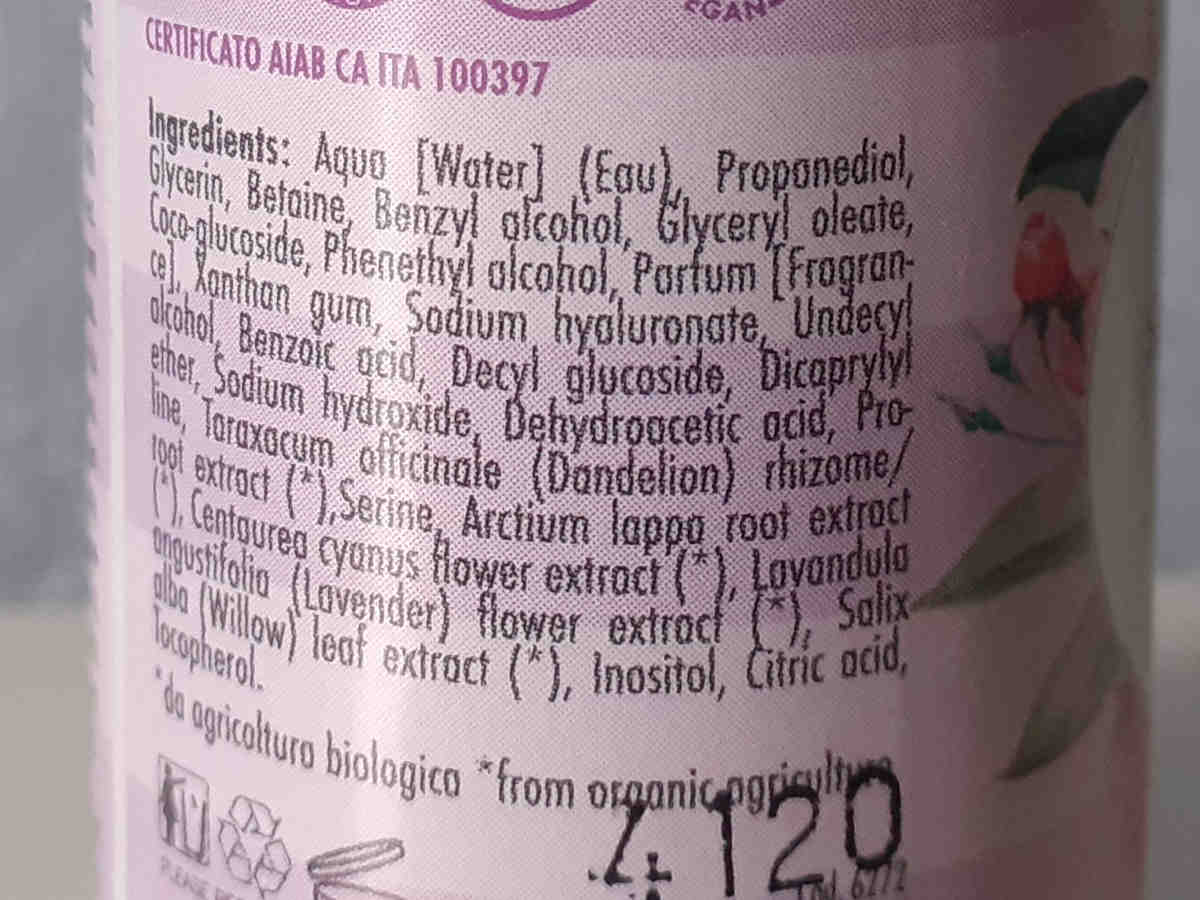 CERTIFICATO AIAB CA ITA 100397
Ingredients: Aqua [Water] (Eau), Propanediol,
Glycerin, Betaine, Benzyl alcohol, Glyceryl oleate,
Coco-glucoside, Phenethyl alcohol, Parfum [Fragran-
ce], Xanthan gum, Sodium hyaluronate, Undecyl
alcohol, Benzoic acid, Decyl glucoside, Dicaprylyl
ether, Sodium hydroxide, Dehydroacetic acid, Pro-
line, Taraxacum officinale (Dandelion) rhizome/
root extract (*),Serine, Arctium lappa root extract
(*), Centaurea cyanus flower extract (*), Lavandula
angustifolia (Lavender) flower extract (*), Salix
alba (Willow) leaf extract (*), Inositol, Citric acid,
Tocopherol.
*da agricoltura biologica *from organic agriculture
4120
6272